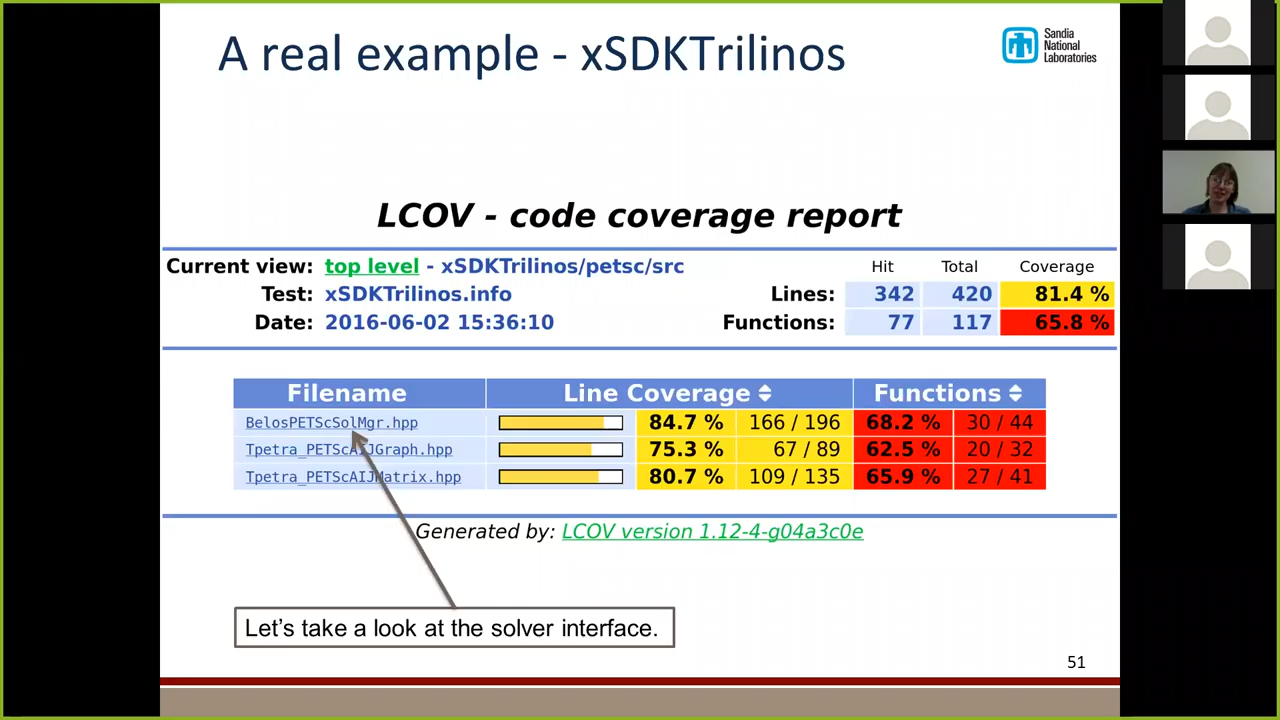 A real example - xSDKTrilinos
Sandia
National
Laboratories
LCOV - code coverage report
Current view: top level - xSDKTrilinos/petsc/src Hit Total Coverage
Test: xSDKTrilinos.info Lines: 342 420 81.4 %
Date: 2016-06-02 15:36:10 Functions: 77 117 65.8 %
Filename Line Coverage Functions
BelosPETScSolMgr.hpp 84.7 % 166 / 196 68.2 % 30 / 44
Tpetra_PETScAIJGraph.hpp 75.3 % 67 / 89 62.5 % 20 / 32
Tpetra_PETScAIJMatrix.hpp 80.7 % 109 / 135 65.9 % 27 / 41
Generated by: LCOV version 1.12-4-g04a3c0e
Let's take a look at the solver interface.
51